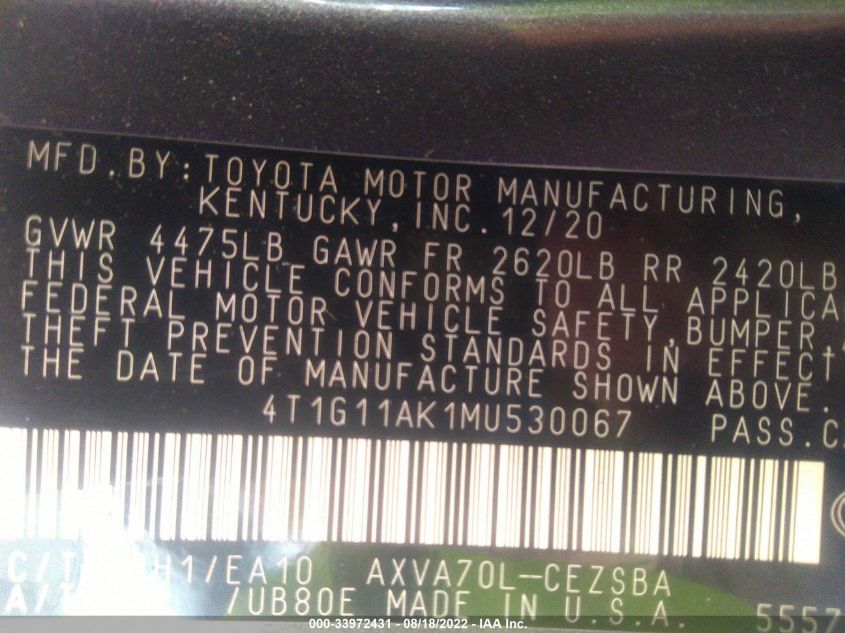 MFD.BY:TOYOTA MOTOR MANUFACTURING,
KENTUCKY,INC.12/20
GVWR 4475LB GAWR FR 2620LB RR 2420LB
THIS VEHICLE CONFORMS TO ALL APPLICA
FEDERAL MOTOR VEHICLE SAFETY,BUMPER,
THEFT PREVENTION STANDARDS IN EFFECT
THE DATE OF MANUFACTURE SHOWN ABOVE.
4T1G11AK1MU530067 PASS.C
C/T H1/EA10 AXVA70L-CEZSBA
A/T /UB80E MADE IN U.S.A. 5557
000-33972431 - 08/18/2022 - IAA Inc.